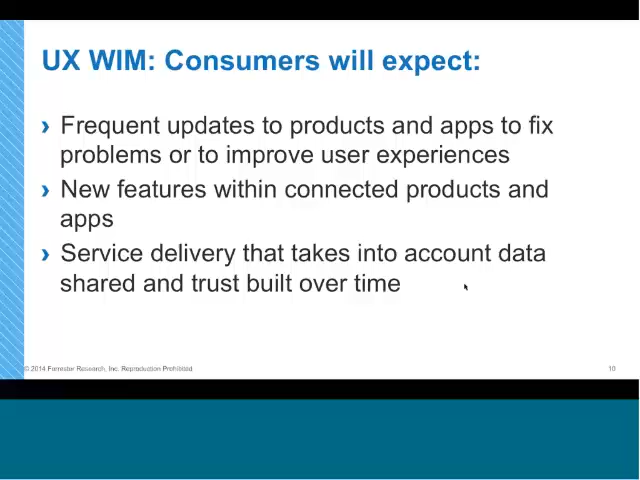 UX WIM: Consumers will expect:
› Frequent updates to products and apps to fix
problems or to improve user experiences
› New features within connected products and
apps
› Service delivery that takes into account data
shared and trust built over time
© 2014 Forrester Research, Inc. Reproduction Prohibited
10